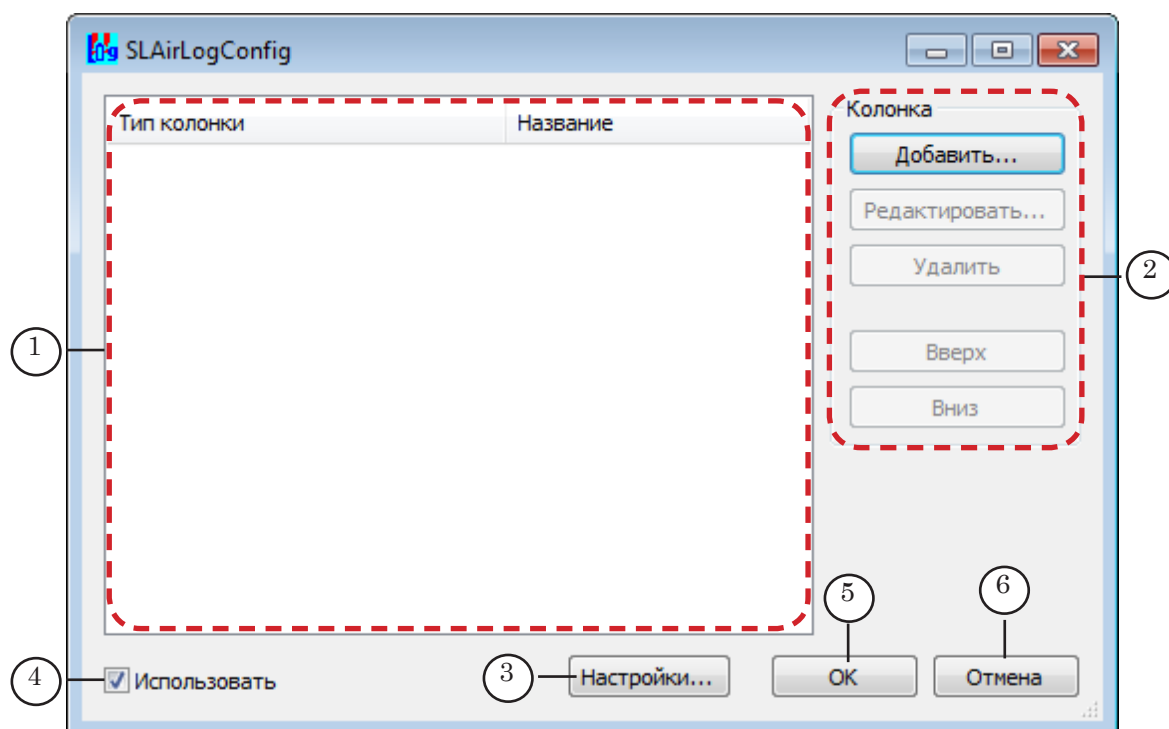 SLAirLogConfig
Тип колонки Название
Колонка
Добавить...
Редактировать...
Удалить
2
1
Вверх
Вниз
5
6
4
Использовать
3
Настройки...
OK
Отмена